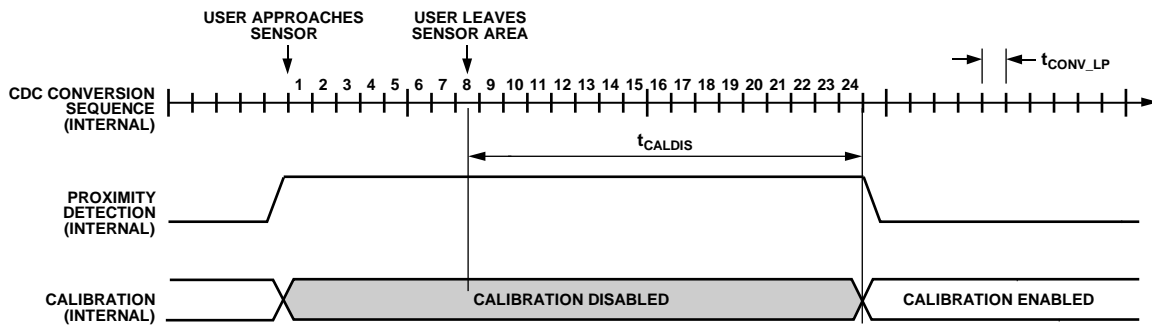 USER APPROACHES
SENSOR
USER LEAVES
SENSOR AREA
tCONV_LP
1 2 3 4 5 6 7 8 9 10 11 12 13 14 15 16 17 18 19 20 21 22 23 24
CDC CONVERSION
SEQUENCE
(INTERNAL)
tCALDIS
PROXIMITY
DETECTION
(INTERNAL)
CALIBRATION
(INTERNAL)
CALIBRATION DISABLED
CALIBRATION ENABLED